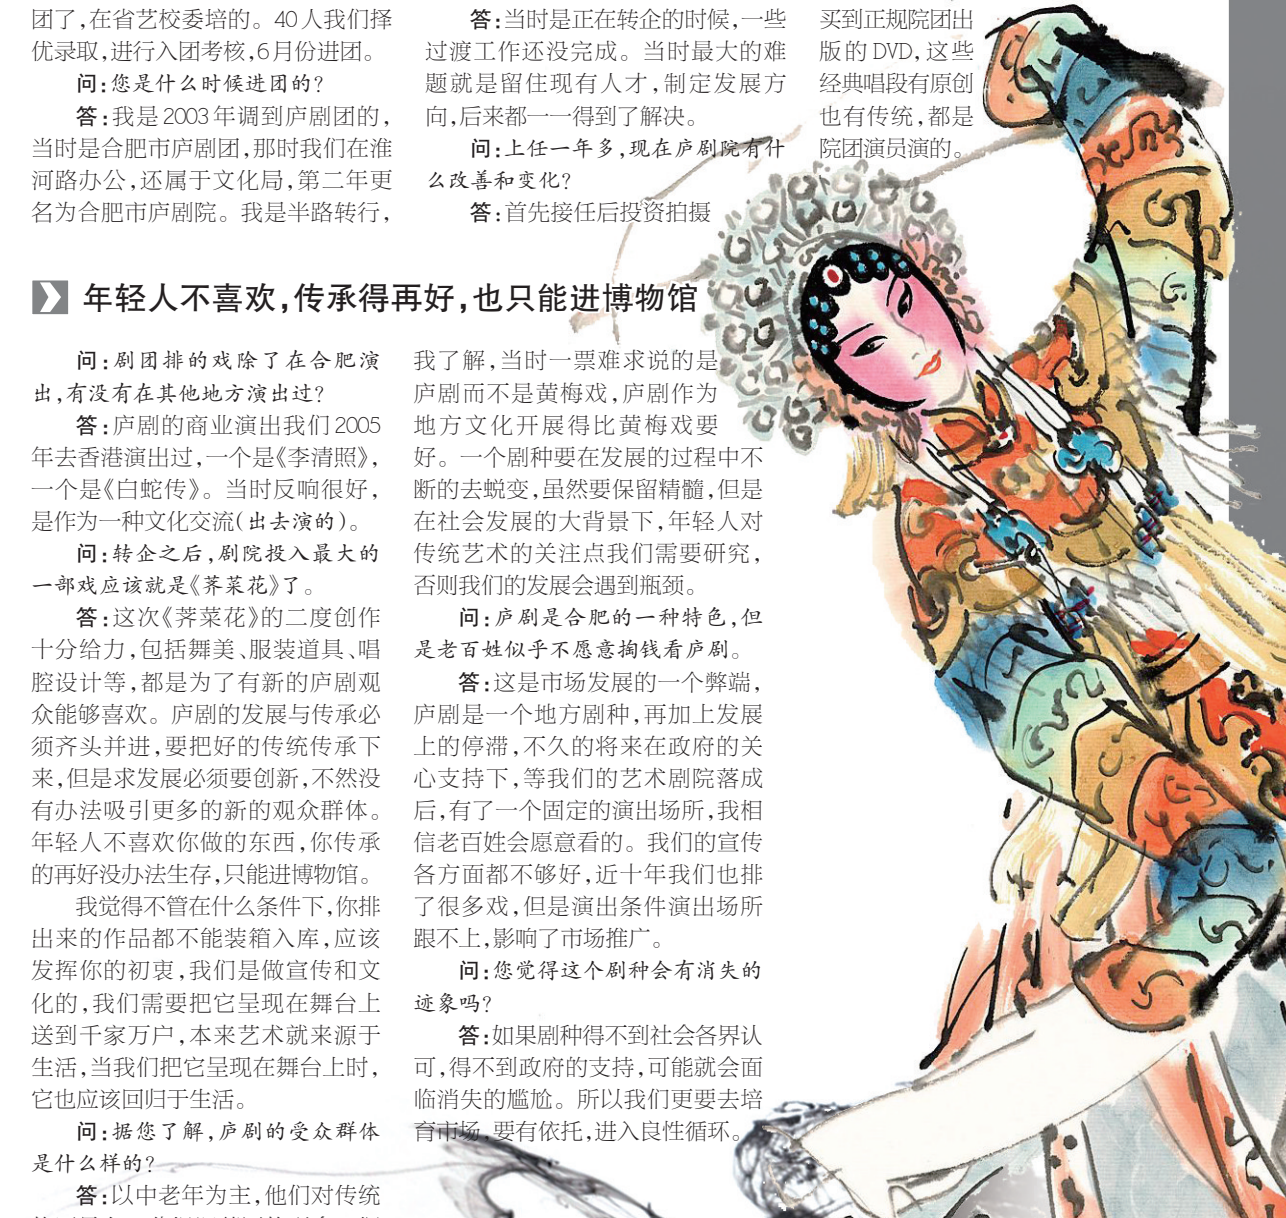 团了,在省艺校委培的。40人我们择
优录取,进行入团考核,6月份进团。
问:您是什么时候进团的?
答:我是2003年调到庐剧团的,
当时是合肥市庐剧团,那时我们在淮
河路办公,还属于文化局,第二年更
名为合肥市庐剧院。我是半路转行,
答:当时是正在转企的时候,一些
过渡工作还没完成。当时最大的难
题就是留住现有人才,制定发展方
向,后来都一一得到了解决。
问:上任一年多,现在庐剧院有什
么改善和变化?
答:首先接任后投资拍摄
买到正规院团出
版的DVD,这些
经典唱段有原创
也有传统,都是
院团演员演的。
年轻人不喜欢,传承得再好,也只能进博物馆
问:剧团排的戏除了在合肥演
出,有没有在其他地方演出过?
答:庐剧的商业演出我们2005
年去香港演出过,一个是《李清照》,
一个是《白蛇传》。当时反响很好,
是作为一种文化交流(出去演的)。
问:转企之后,剧院投入最大的
一部戏应该就是《荠菜花》了。
答:这次《荠菜花》的二度创作
十分给力,包括舞美、服装道具、唱
腔设计等,都是为了有新的庐剧观
众能够喜欢。庐剧的发展与传承必
须齐头并进,要把好的传统传承下
来,但是求发展必须要创新,不然没
有办法吸引更多的新的观众群体。
年轻人不喜欢你做的东西,你传承
的再好没办法生存,只能进博物馆。
我觉得不管在什么条件下,你排
出来的作品都不能装箱入库,应该
发挥你的初衷,我们是做宣传和文
化的,我们需要把它呈现在舞台上
送到千家万户,本来艺术就来源于
生活,当我们把它呈现在舞台上时,
它也应该回归于生活。
问:据您了解,庐剧的受众群体
是什么样的?
答:以中老年为主,他们对传统
我了解,当时一票难求说的是
庐剧而不是黄梅戏,庐剧作为
地方文化开展得比黄梅戏要
好。一个剧种要在发展的过程中不
断的去蜕变,虽然要保留精髓,但是
在社会发展的大背景下,年轻人对
传统艺术的关注点我们需要研究,
否则我们的发展会遇到瓶颈。
问:庐剧是合肥的一种特色,但
是老百姓似乎不愿意掏钱看庐剧。
答:这是市场发展的一个弊端,
庐剧是一个地方剧种,再加上发展
上的停滞,不久的将来在政府的关
心支持下,等我们的艺术剧院落成
后,有了一个固定的演出场所,我相
信老百姓会愿意看的。我们的宣传
各方面都不够好,近十年我们也排
了很多戏,但是演出条件演出场所
跟不上,影响了市场推广。
问:您觉得这个剧种会有消失的
迹象吗?
答:如果剧种得不到社会各界认
可,得不到政府的支持,可能就会面
临消失的尴尬。所以我们更要去培
育市场,要有依托,进入良性循环。